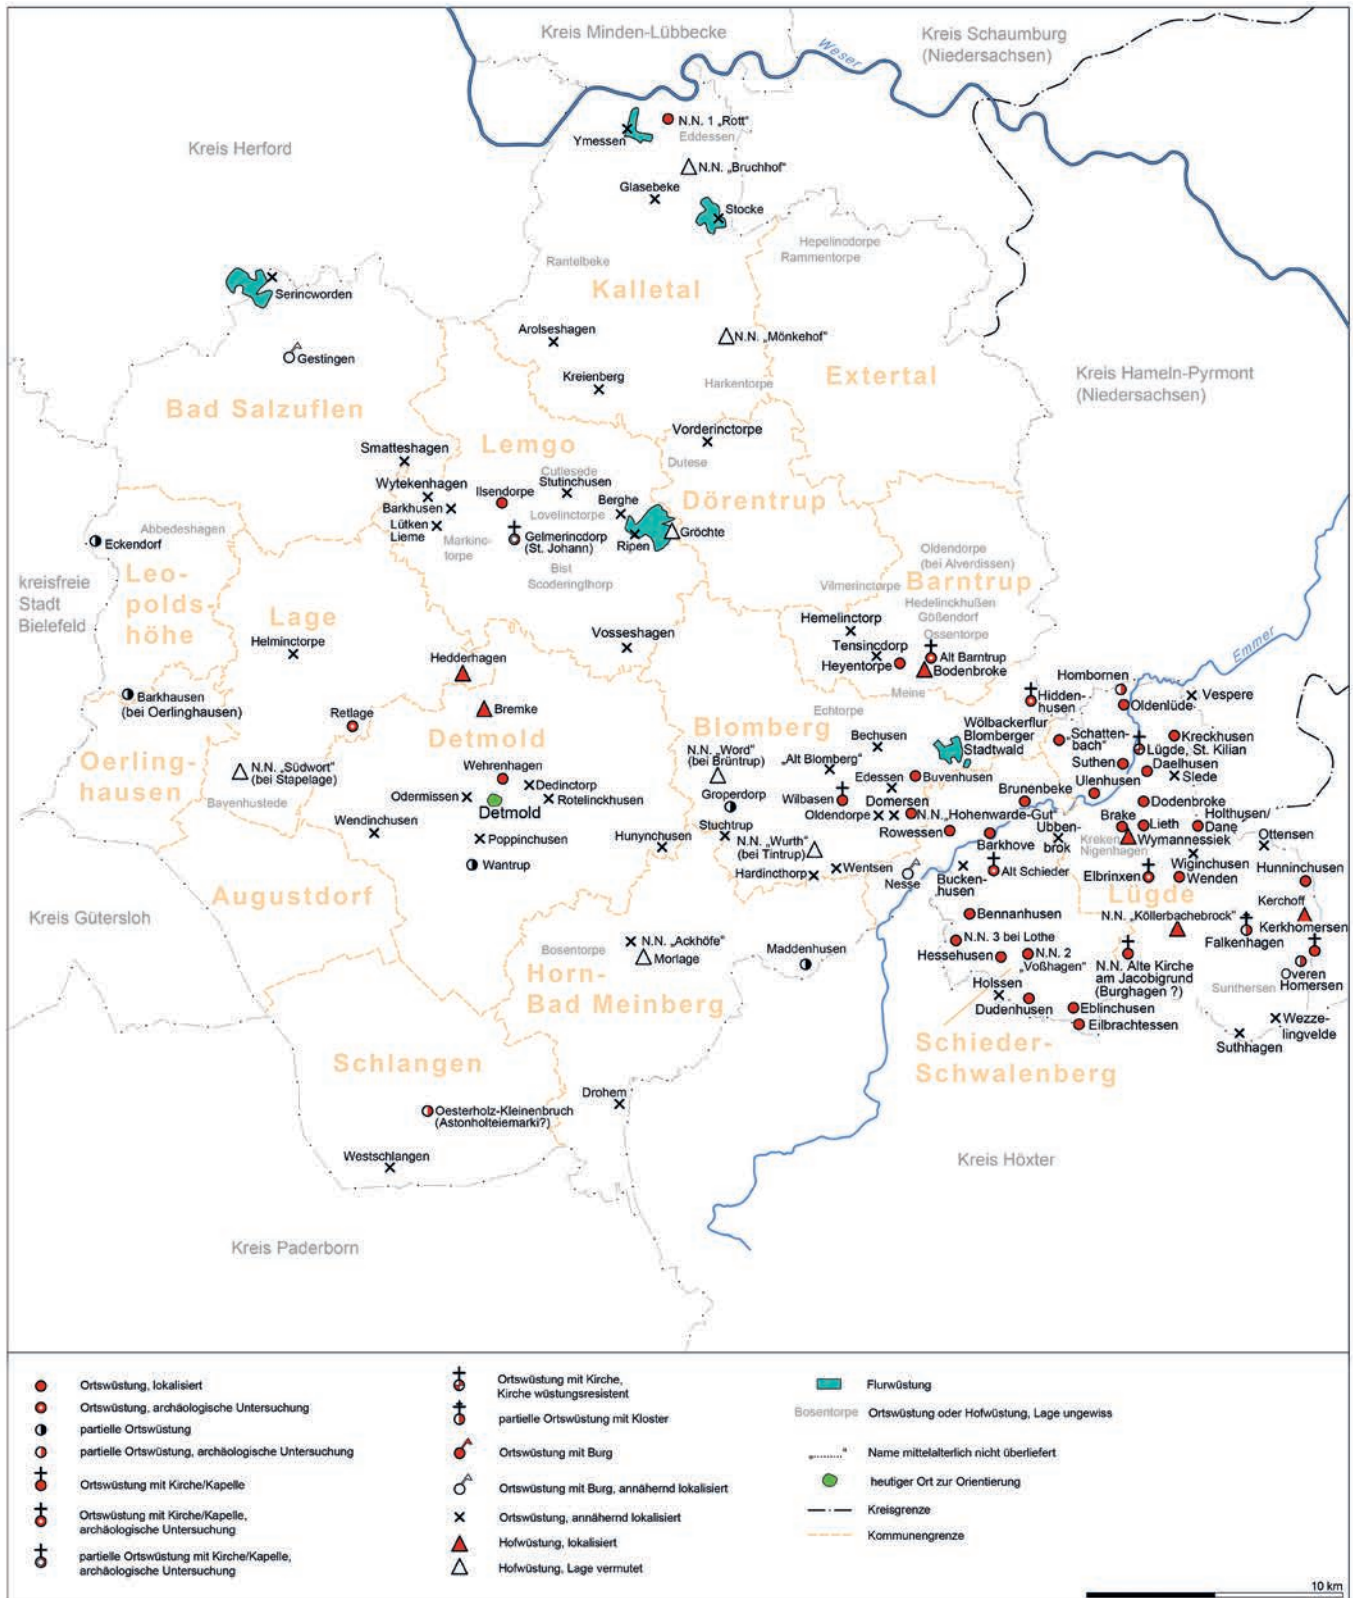 Kreis Minden-Lübbecke
Kreis Schaumburg
(Niedersachsen)
Weser
Kreis Herford
N.N. 1 „Rott"
Eddessen
Ymessen
N.N. „Bruchhof"
Glasebeke
Stocke
Hepelincdorpe
Rammentorpe
Rantelbeke
Serincworden
Kalletal
Arolseshagen
N.N. „Mönkehof"
Gestingen
Kreienberg
Harkentorpe
Extertal
Kreis Hameln-Pyrmont
(Niedersachsen)
Bad Salzuflen
Smatteshagen
Lemgo
Vorderinctorpe
Dutese
Cutlesede
Stutinchusen
Wytekenhagen
Ilsendorpe
Barkhusen
Lovelinctorpe
Berghe
Dörentrup
Lütken
Lieme
Markinc-
torpe
Gelmerincdorp
(St. Johann)
Ripen
Gröchte
Bist
Scoderingthorp
Abbedeshagen
Eckendorf
Leo-
polds-
höhe
kreisfreie
Stadt
Bielefeld
Lage
Helminctorpe
Oldendorpe
(bei Alverdissen)
Barntrup
Vilmerinctorpe
Hedelinckhußen
Gößendorf
Ossentorpe
Hemelinctorp
Tensincdorp
Heyentorpe
Alt Barntrup
Bodenbroke
Meine
Vosseshagen
Hedderhagen
Bremke
Barkhausen
(bei Oerlinghausen)
Retlage
Detmold
Blomberg
Echtorpe
Emmer
Hombornen
Vespere
Oldenlüde
Hidden-
husen
Wölbackerflur
Blomberger
Stadtwald
Bechusen
„Schatten-
bach"
Kreckhusen
Lügde, St. Kilian
Suthen
Daelhusen
Slede
Ulenhusen
Oerling-
hausen
N.N. „Südwort"
(bei Stapelage)
Bayenhustede
Wehrenhagen
Dedinctorp
Odermissen
Rotelinckhusen
Detmold
Wendinchusen
Poppinchusen
Wantrup
Hunynchusen
N.N. „Word"
(bei Brüntrup)
„Alt Blomberg"
Groperdorp
Edessen
Buvenhusen
Wilbasen
Domersen
Oldendorpe
N.N.„Hohenwarde-Gut"
Stuchtrup
N.N. „Wurth"
(bei Tintrup)
Rowessen
Hardincthorp
Wentsen
Nesse
Brunenbeke
Dodenbroke
Barkhove
Ubben-
brok
Brake
Lieth
Holthusen/
Dane
Kreken
Nigenhagen
Wymannessiek
Ottensen
Wiginchusen
Bucken-
husen
Alt Schieder
Elbrinxen
Wenden
Hunninchusen
Lügde
Bennanhusen
N.N. „Köllerbachebrock"
Kerchoff
Kerkhomersen
Falkenhagen
N.N. 3 bei Lothe
Hessehusen
N.N. 2
„Voßhagen"
N.N. Alte Kirche
am Jacobigrund
(Burghagen ?)
Overen
Homersen
Sunthersen
Holssen
Dudenhusen
Eblinchusen
Eilbrachtessen
Wezze-
lingvelde
Suthhagen
Augustdorf
Kreis Gütersloh
Bosentorpe
N.N. „Ackhöfe"
Morlage
Maddenhusen
Horn-
Bad Meinberg
Schlangen
Schieder-
Schwalenberg
Drohem
Oesterholz-Kleinenbruch
(Astonholteiemarki?)
Westschlangen
Kreis Höxter
Kreis Paderborn
Ortswüstung, lokalisiert
Ortswüstung, archäologische Untersuchung
partielle Ortswüstung
partielle Ortswüstung, archäologische Untersuchung
Ortswüstung mit Kirche/Kapelle
Ortswüstung mit Kirche/Kapelle,
archäologische Untersuchung
partielle Ortswüstung mit Kirche/Kapelle,
archäologische Untersuchung
Ortswüstung mit Kirche,
Kirche wüstungsresistent
partielle Ortswüstung mit Kloster
Ortswüstung mit Burg
Ortswüstung mit Burg, annähernd lokalisiert
Ortswüstung, annähernd lokalisiert
Hofwüstung, lokalisiert
Hofwüstung, Lage vermutet
Flurwüstung
Bosentorpe Ortswüstung oder Hofwüstung, Lage ungewiss
„.........." Name mittelalterlich nicht überliefert
heutiger Ort zur Orientierung
Kreisgrenze
Kommunengrenze
10 km